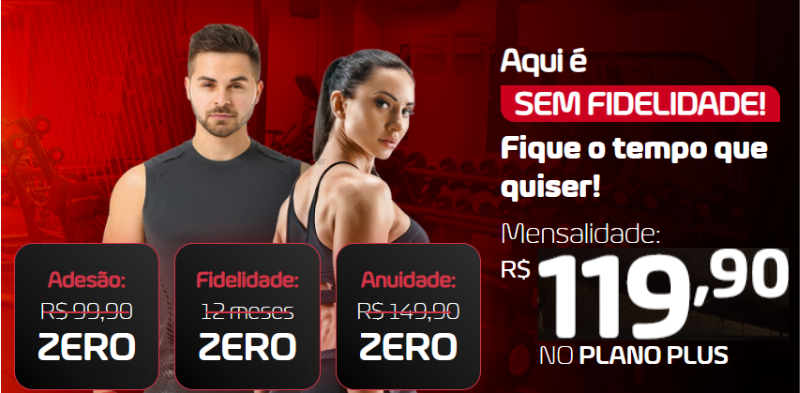 Aqui é
SEM FIDELIDADE!
Fique o tempo que
quiser!
Mensalidade:
R$ 119,90
NO PLANO PLUS
Adesão:
R$ 99,90
ZERO
Fidelidade:
12 meses
ZERO
Anuidade:
R$ 149,90
ZERO